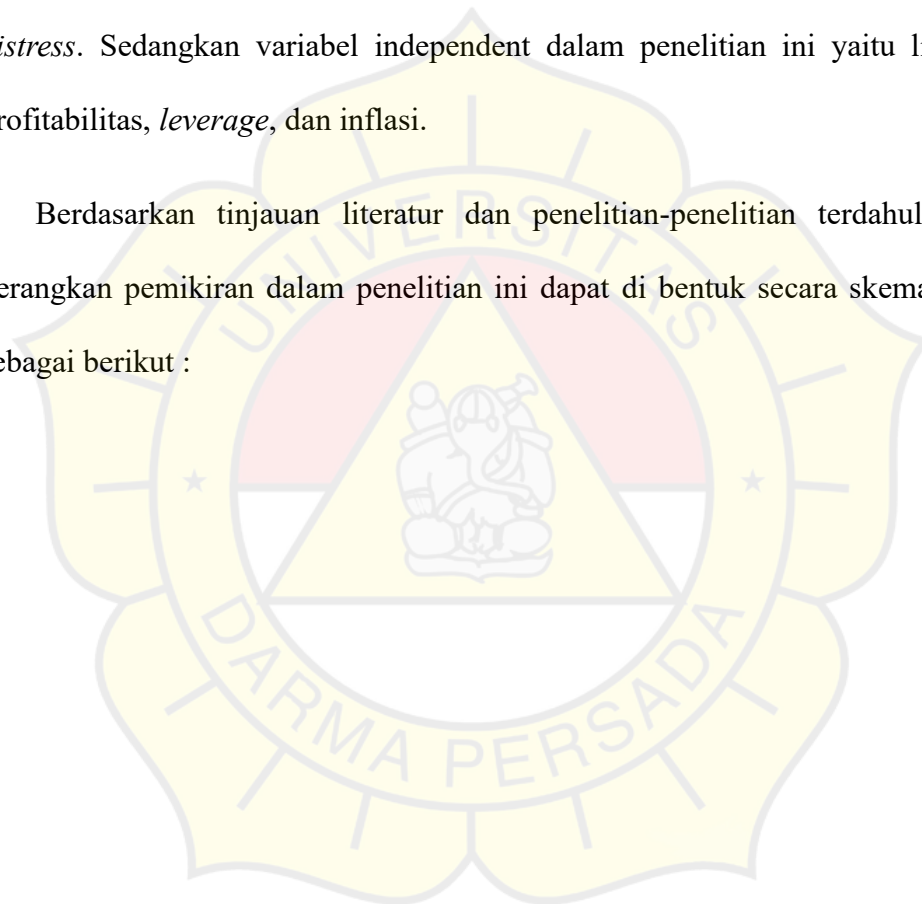 istress. Sedangkan variabel independent dalam penelitian ini yaitu l
rofitabilitas, leverage, dan inflasi.
Berdasarkan tinjauan literatur dan penelitian-penelitian terdahul
erangkan pemikiran dalam penelitian ini dapat di bentuk secara skema
ebagai berikut :
UNIVERSITAS
DARMA PERSADA